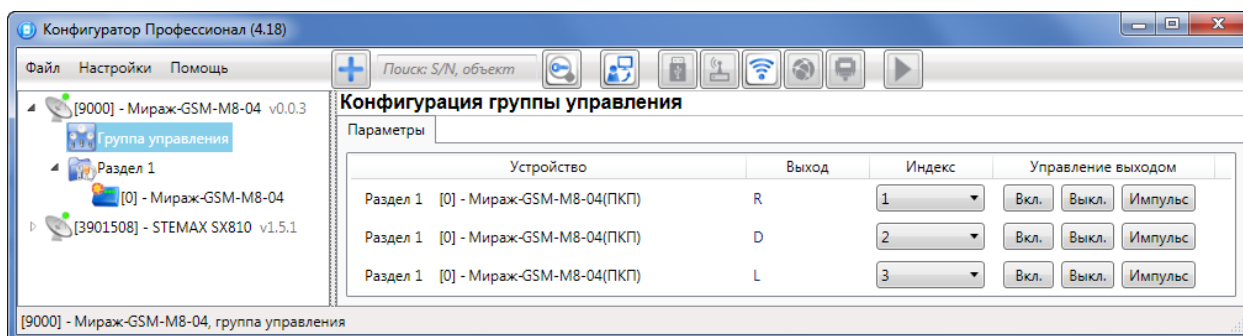 Конфигуратор Профессионал (4.18)
Файл Настройки Помощь
Поиск: S/N, объект
[9000] - Мираж-GSM-M8-04 v0.0.3
Группа управления
Раздел 1
[0] - Мираж-GSM-M8-04
[3901508] - STEMAX SX810 v1.5.1
Конфигурация группы управления
Параметры
Устройство Выход Индекс Управление выходом
Раздел 1 [0] - Мираж-GSM-M8-04(ПКП) R 1 Вкл. Выкл. Импульс
Раздел 1 [0] - Мираж-GSM-M8-04(ПКП) D 2 Вкл. Выкл. Импульс
Раздел 1 [0] - Мираж-GSM-M8-04(ПКП) L 3 Вкл. Выкл. Импульс
[9000] - Мираж-GSM-M8-04, группа управления